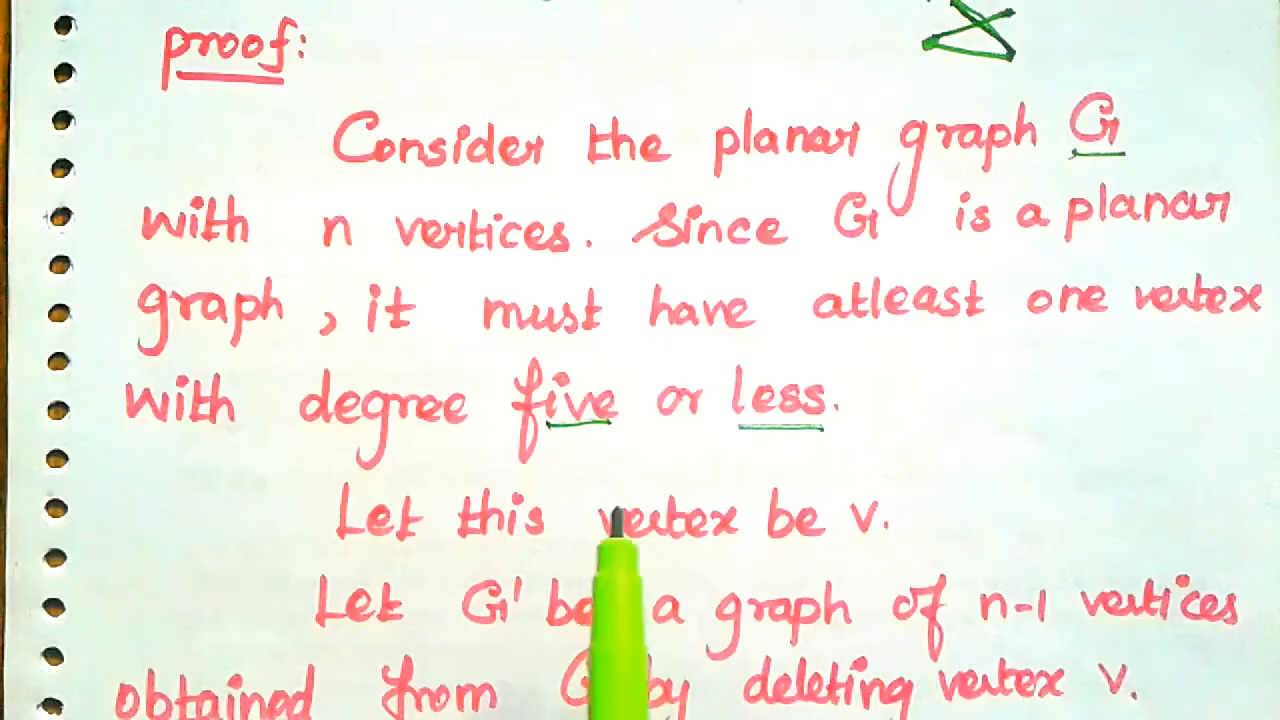 proof:
Consider the planar graph G
with n vertices. Since G is a planar
graph, it must have atleast one vertex
with degree five or less.
Let this vertex be v.
Let G' be a graph of n-1 vertices
obtained from G by deleting vertex v.